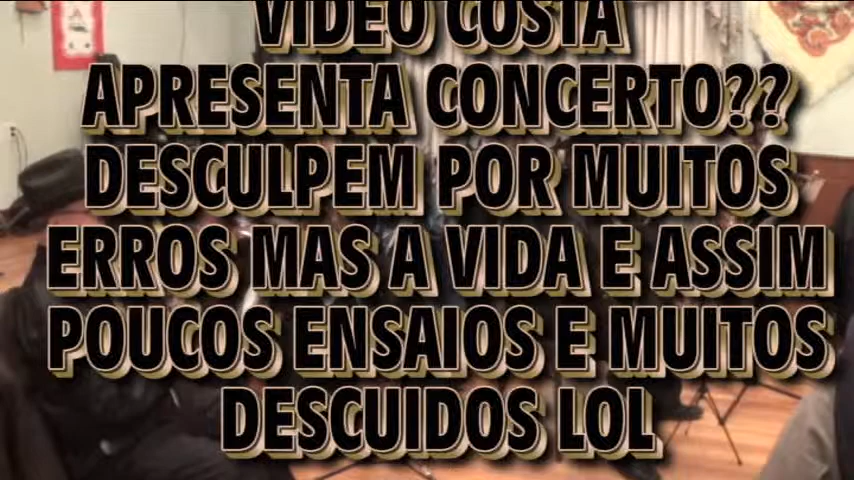 VIDEO COSTA
APRESENTA CONCERTO??
DESCULPEM POR MUITOS
ERROS MAS A VIDA E ASSIM
POUCOS ENSAIOS E MUITOS
DESCUIDOS LOL